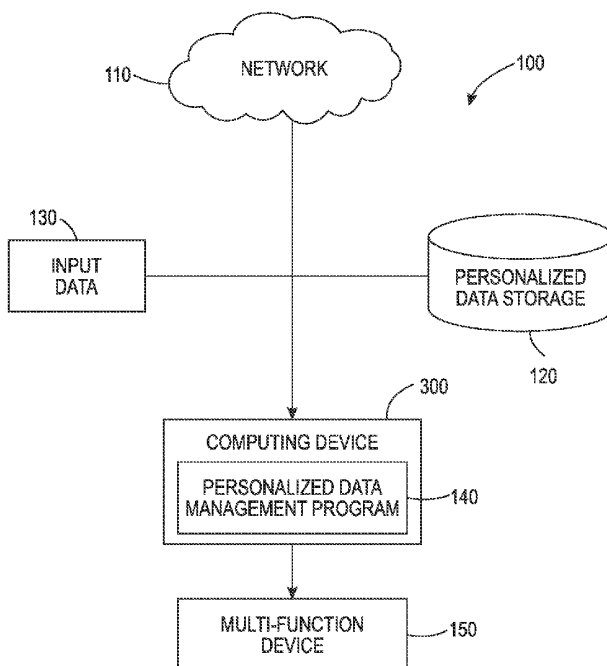 NETWORK
110
100
130
INPUT
DATA
PERSONALIZED
DATA STORAGE
120
300
COMPUTING DEVICE
PERSONALIZED DATA
MANAGEMENT PROGRAM
140
MULTI-FUNCTION
DEVICE
150